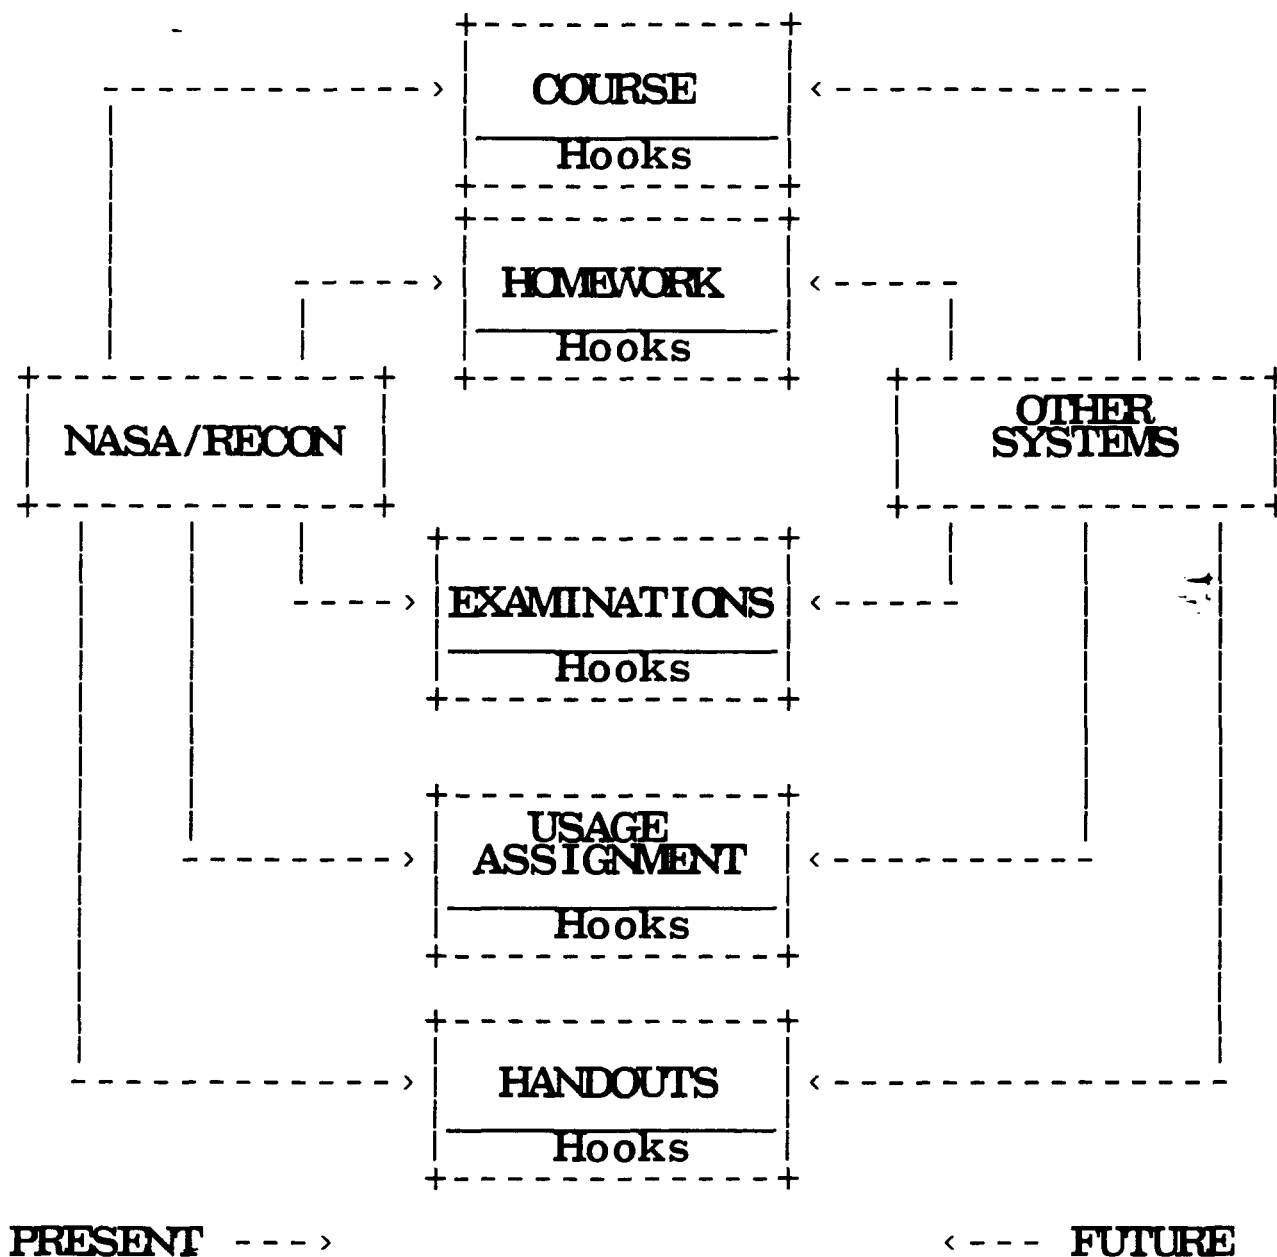 COURSE
Hooks
HOMEWORK
Hooks
NASA/RECON
OTHER
SYSTEMS
EXAMINATIONS
Hooks
USAGE
ASSIGNMENT
Hooks
HANDOUTS
Hooks
PRESENT ---->
<---- FUTURE